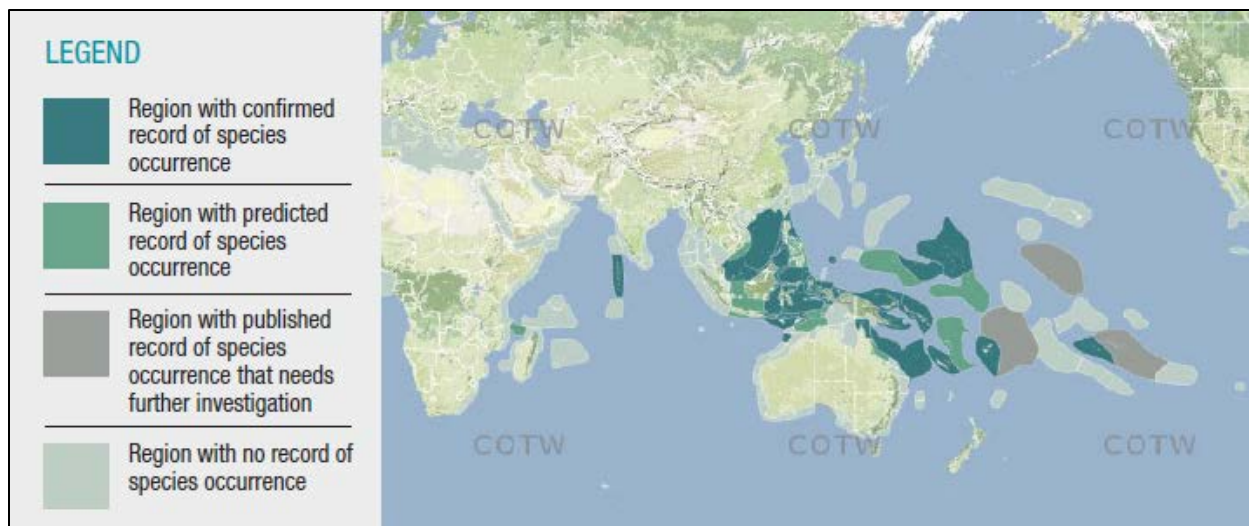 LEGEND
Region with confirmed
record of species
occurrence
Region with predicted
record of species
occurrence
Region with published
record of species
occurrence that needs
further investigation
Region with no record of
species occurrence
COTW COTW COTW
COTW COTW COTW